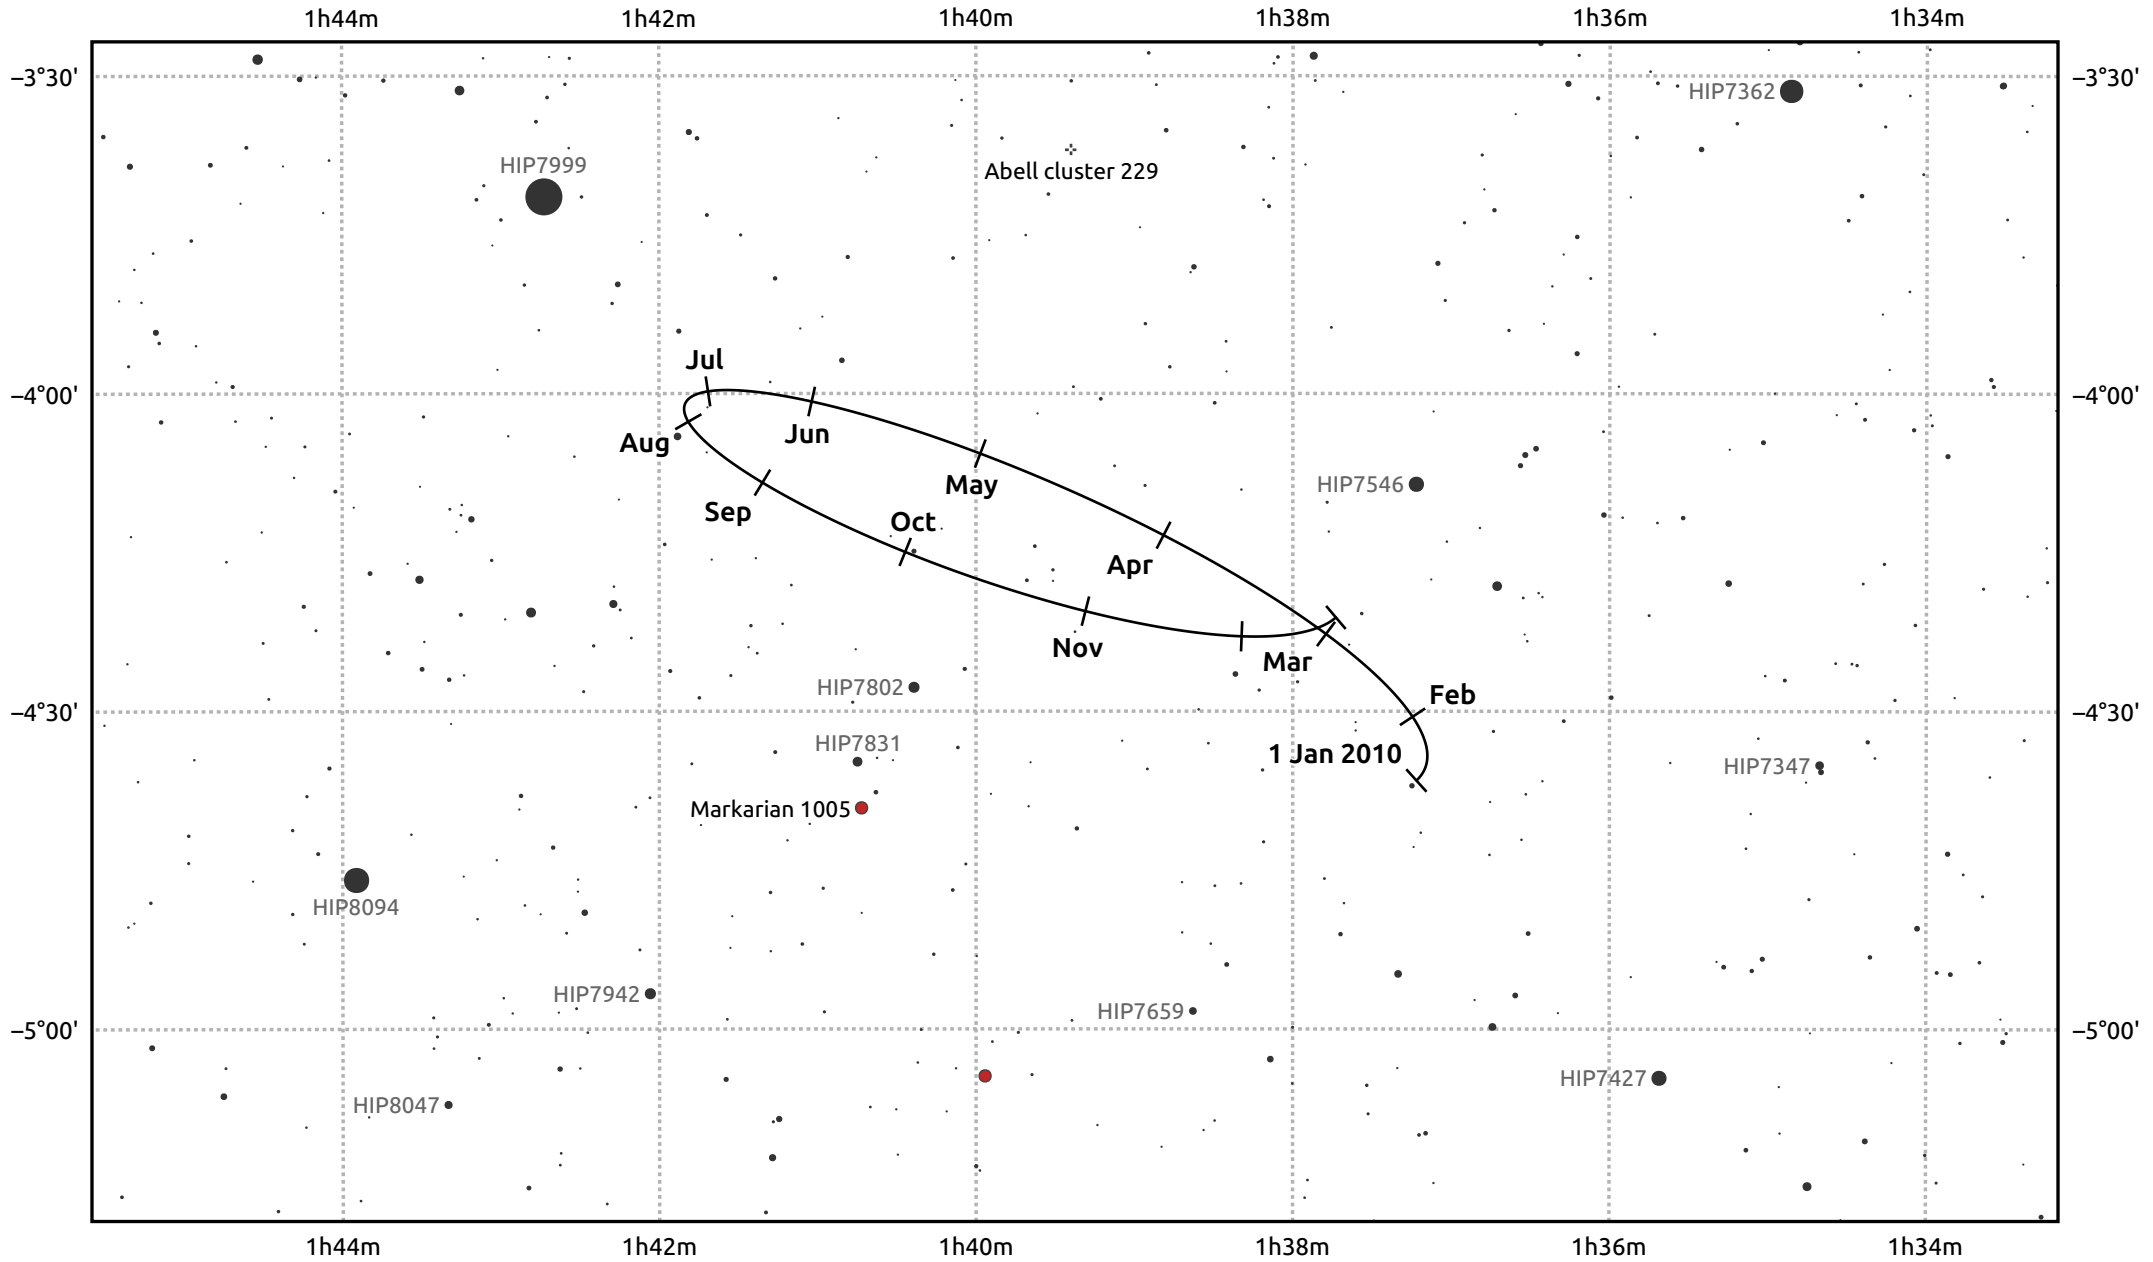 1h44m 1h42m 1h40m 1h38m 1h36m 1h34m
−3°30' −3°30'
HIP7362
HIP7999
Abell cluster 229
Jul
−4°00' −4°00'
Jun
Aug
May
HIP7546
Sep
Oct
Apr
Nov
Mar
HIP7802
Feb
−4°30' −4°30'
HIP7831
1 Jan 2010
HIP7347
Markarian 1005
HIP8094
HIP7942
HIP7659
−5°00' −5°00'
HIP7427
HIP8047
1h44m 1h42m 1h40m 1h38m 1h36m 1h34m